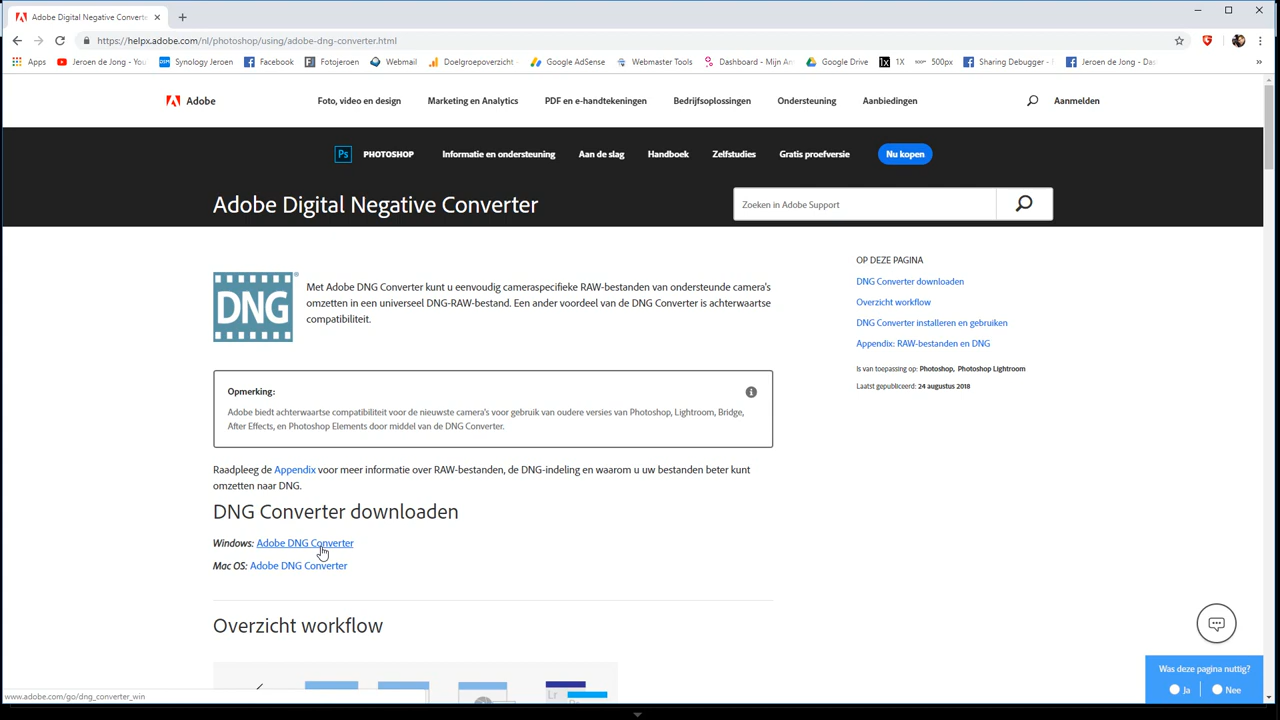 Adobe Digital Negative Converte
https://helpx.adobe.com/nl/photoshop/using/adobe-dng-converter.html
Apps
Jeroen de Jong - You
Synology Jeroen
Facebook
Fotojeroen
Webmail
Doelgroepoverzicht -
Google AdSense
Webmaster Tools
Dashboard - Mijn An
Google Drive
1X
500px
Sharing Debugger -
Jeroen de Jong - Das
»
Adobe
Foto, video en design
Marketing en Analytics
PDF en e-handtekeningen
Bedrijfsoplossingen
Ondersteuning
Aanbiedingen
Aanmelden
Ps PHOTOSHOP
Informatie en ondersteuning
Aan de slag
Handboek
Zelfstudies
Gratis proefversie
Nu kopen
Adobe Digital Negative Converter
Zoeken in Adobe Support
DNG
®
Met Adobe DNG Converter kunt u eenvoudig cameraspecifieke RAW-bestanden van ondersteunde camera's
omzetten in een universeel DNG-RAW-bestand. Een ander voordeel van de DNG Converter is achterwaartse
compatibiliteit.
OP DEZE PAGINA
DNG Converter downloaden
Overzicht workflow
DNG Converter installeren en gebruiken
Appendix: RAW-bestanden en DNG
Is van toepassing op: Photoshop, Photoshop Lightroom
Laatst gepubliceerd: 24 augustus 2018
Opmerking:
Adobe biedt achterwaartse compatibiliteit voor de nieuwste camera's voor gebruik van oudere versies van Photoshop, Lightroom, Bridge,
After Effects, en Photoshop Elements door middel van de DNG Converter.
Raadpleeg de Appendix voor meer informatie over RAW-bestanden, de DNG-indeling en waarom u uw bestanden beter kunt
omzetten naar DNG.
DNG Converter downloaden
Windows: Adobe DNG Converter
Mac OS: Adobe DNG Converter
Overzicht workflow
Lr
Was deze pagina nuttig?
Ja
Nee
www.adobe.com/go/dng_converter_win